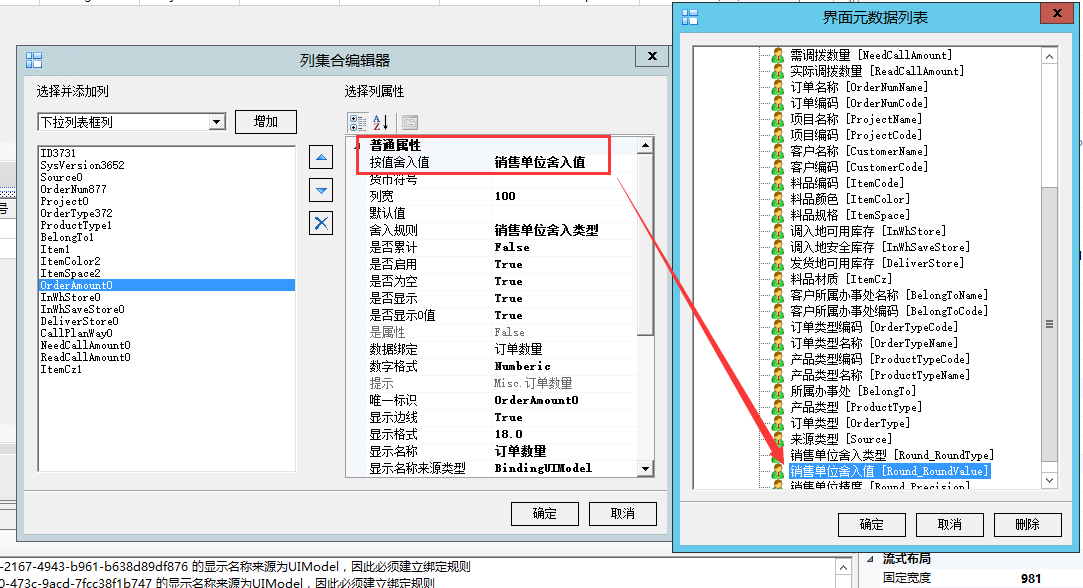 列集合编辑器
选择并添加列
下拉列表框列
增加
ID3731
SysVersion3652
Source0
OrderNum877
Project0
OrderType372
ProductType1
BelongTo1
Item1
ItemColor2
ItemSpace2
OrderAmount0
InWhStore0
InWhSaveStore0
DeliverStore0
CallPlanWay0
NeedCallAmount0
ReadCallAmount0
ItemCz1
选择列属性
普通属性
按值舍入值 销售单位舍入值
货币符号
列宽 100
默认值
舍入规则 销售单位舍入类型
是否累计 False
是否启用 True
是否为空 True
是否显示 True
是否显示0值 True
是属性 False
数据绑定 订单数量
数字格式 Numberic
提示 Misc.订单数量
唯一标识 OrderAmount0
显示边线 True
显示格式 18.0
显示名称 订单数量
显示名称来源类型 BindingUIModel
确定 取消
界面元数据列表
需调拨数量 [NeedCallAmount]
实际调拨数量 [ReadCallAmount]
订单名称 [OrderNumName]
订单编码 [OrderNumCode]
项目名称 [ProjectName]
项目编码 [ProjectCode]
客户名称 [CustomerName]
客户编码 [CustomerCode]
料品编码 [ItemCode]
料品颜色 [ItemColor]
料品规格 [ItemSpace]
调入地可用库存 [InWhStore]
调入地安全库存 [InWhSaveStore]
发货地可用库存 [DeliverStore]
料品材质 [ItemCz]
客户所属办事处名称 [BelongToName]
客户所属办事处编码 [BelongToCode]
订单类型编码 [OrderTypeCode]
订单类型名称 [OrderTypeName]
产品类型编码 [ProductTypeCode]
产品类型名称 [ProductTypeName]
所属办事处 [BelongTo]
产品类型 [ProductType]
订单类型 [OrderType]
来源类型 [Source]
销售单位舍入类型 [Round_RoundType]
销售单位舍入值 [Round_RoundValue]
销售单位精度 [Round_Precision]
确定 取消 删除
号
-2167-4943-b961-b638d89df876 的显示名称来源为UIModel，因此必须建立绑定规则
0-473c-9acd-7fcc38f1b747 的显示名称来源为UIModel，因此必须建立绑定规则
流式布局
固定宽度 981